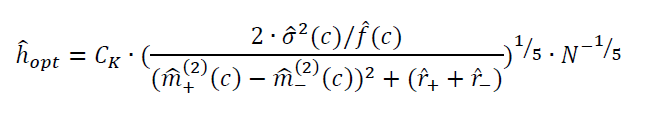 ĥ_opt = C_K · ( (2 · σ̂²(c)/f̂(c)) / ((m̂₊⁽²⁾(c) − m̂₋⁽²⁾(c))² + (r̂₊ + r̂₋)) )^(1/5) · N^(−1/5)